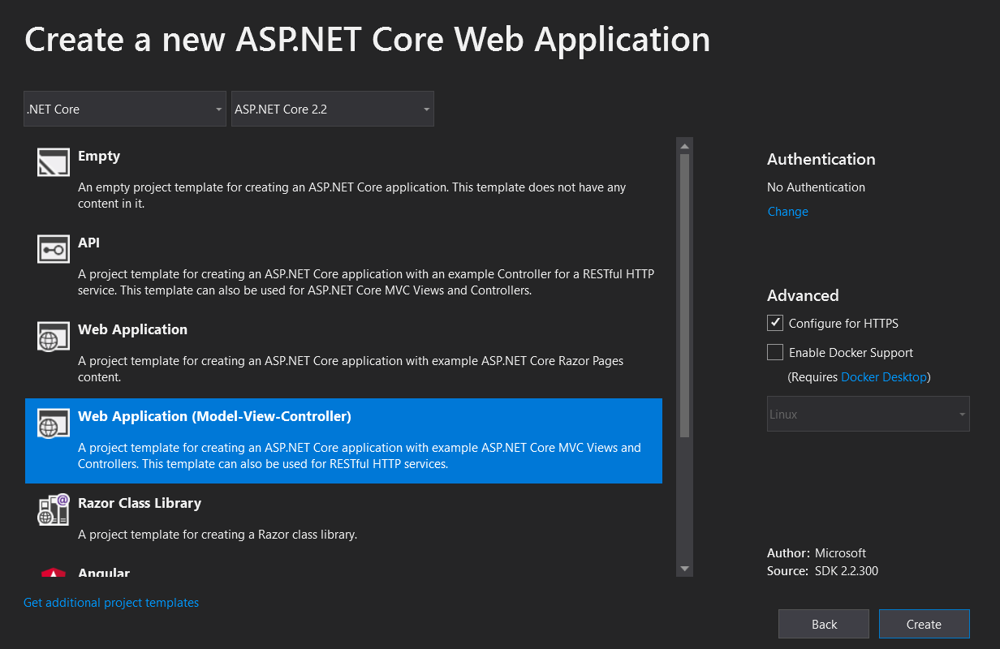 Create a new ASP.NET Core Web Application
.NET Core
ASP.NET Core 2.2
Empty
An empty project template for creating an ASP.NET Core application. This template does not have any
content in it.
API
A project template for creating an ASP.NET Core application with an example Controller for a RESTful HTTP
service. This template can also be used for ASP.NET Core MVC Views and Controllers.
Web Application
A project template for creating an ASP.NET Core application with example ASP.NET Core Razor Pages
content.
Web Application (Model-View-Controller)
A project template for creating an ASP.NET Core application with example ASP.NET Core MVC Views and
Controllers. This template can also be used for RESTful HTTP services.
Razor Class Library
A project template for creating a Razor class library.
Angular
Get additional project templates
Authentication
No Authentication
Change
Advanced
Configure for HTTPS
Enable Docker Support
(Requires Docker Desktop)
Linux
Author: Microsoft
Source: SDK 2.2.300
Back
Create